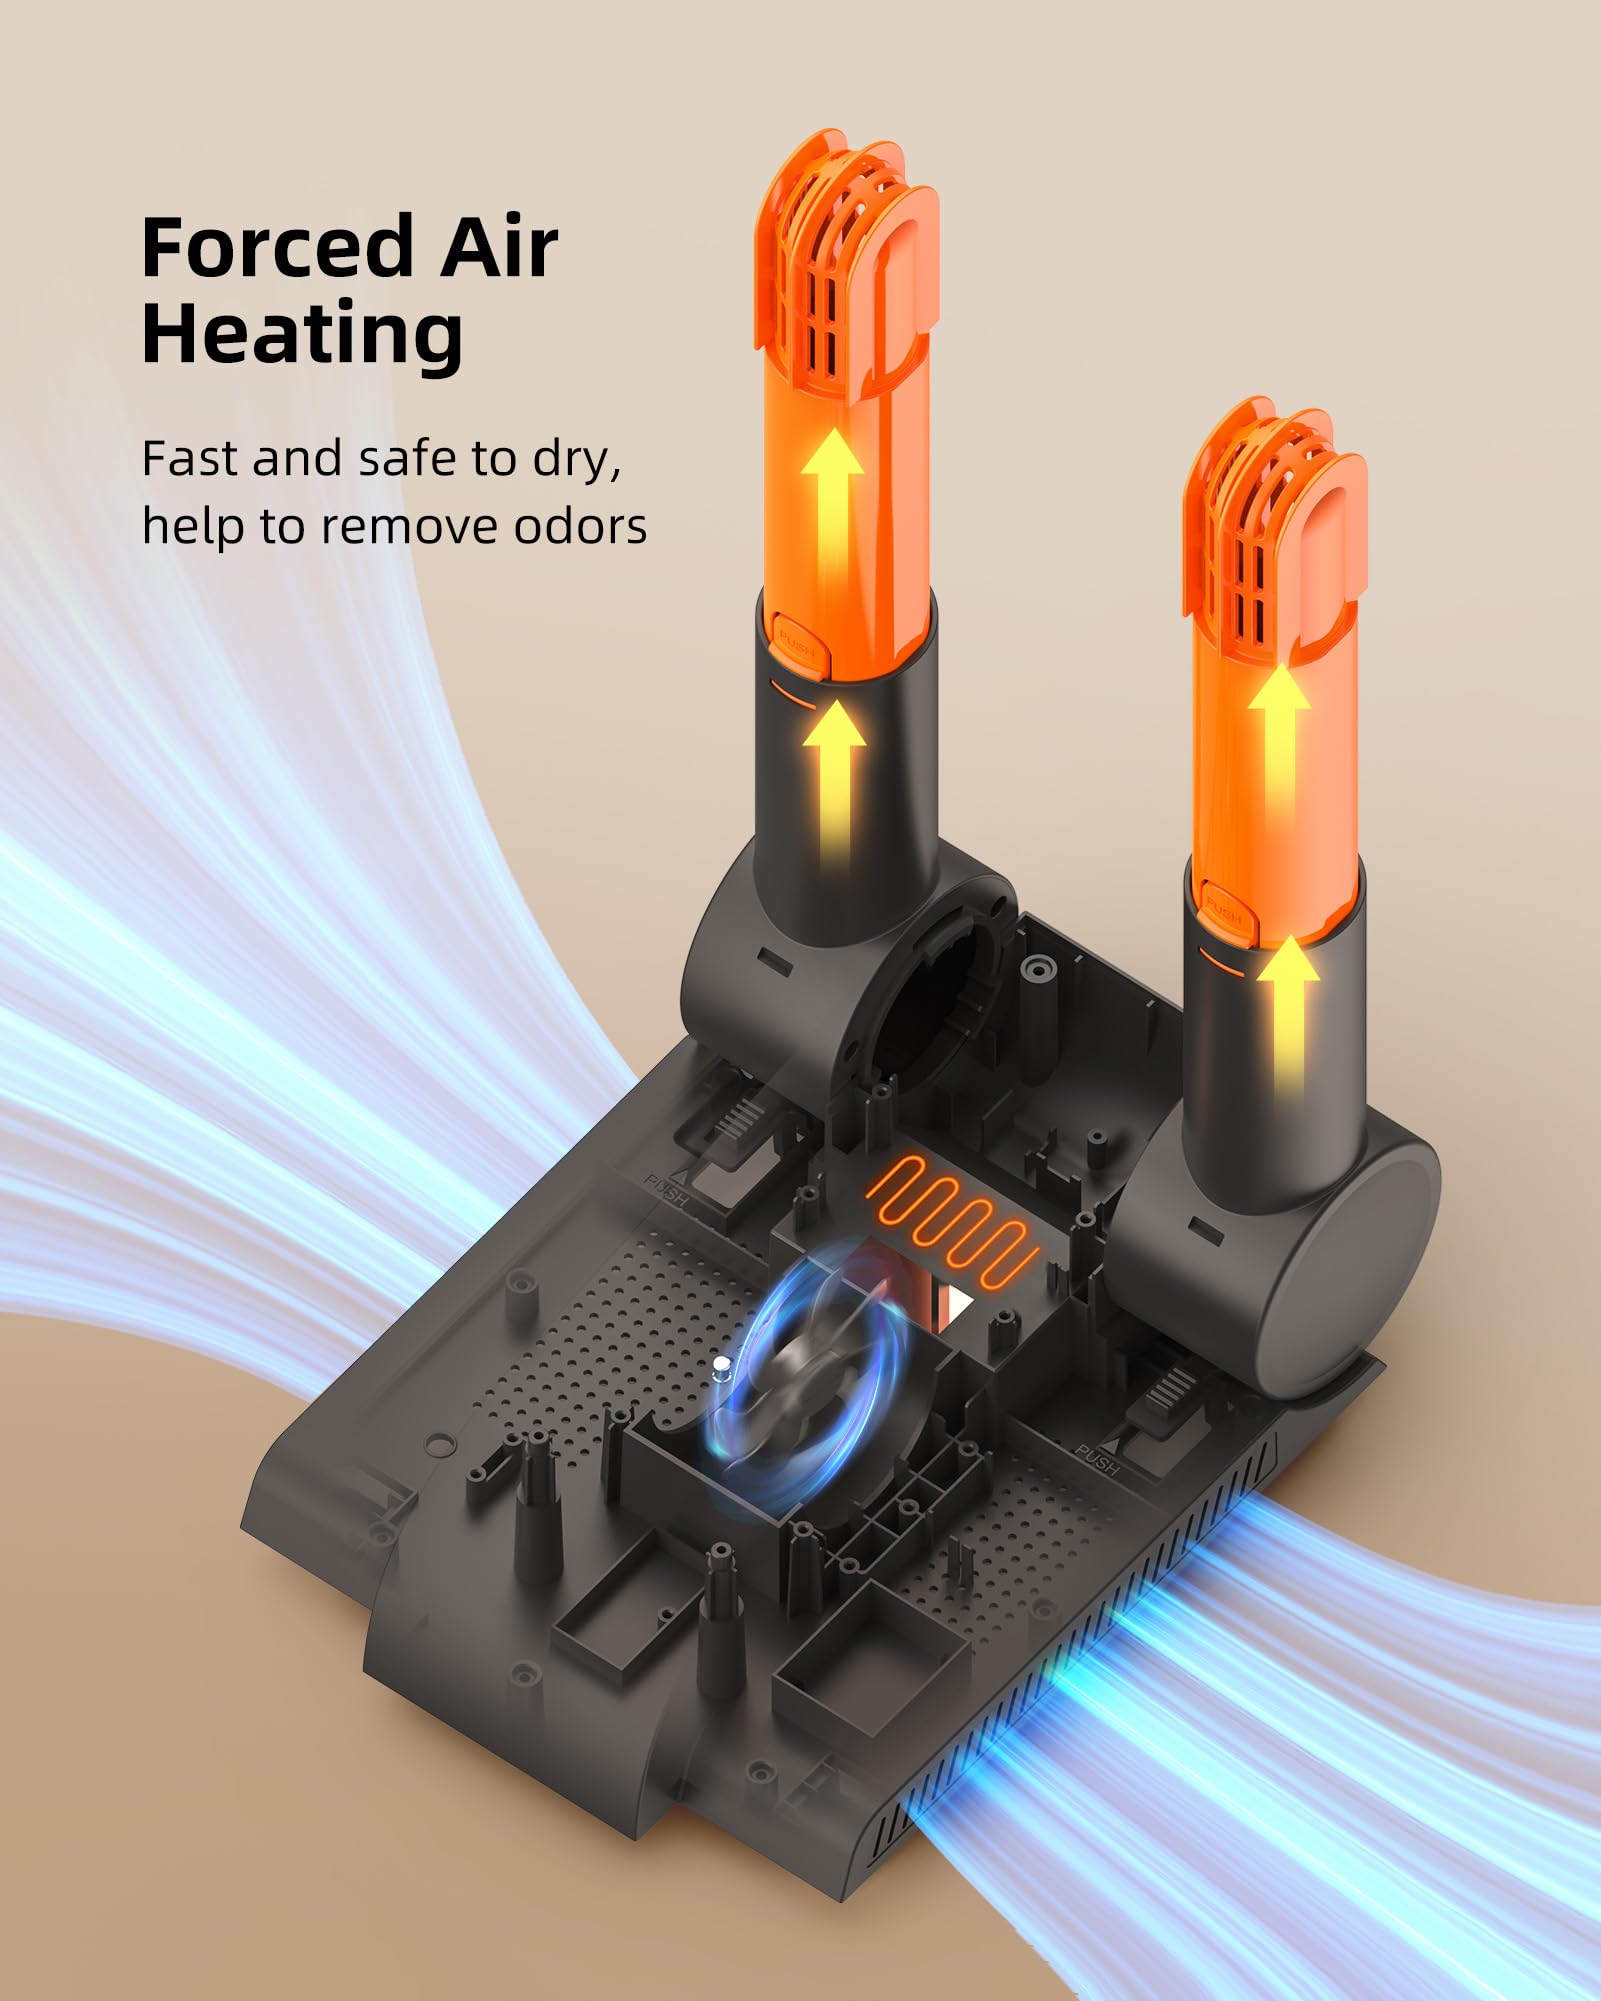 Forced Air
Heating
Fast and safe to dry,
help to remove odors
PUSH
PUSH
PUSH
PUSH